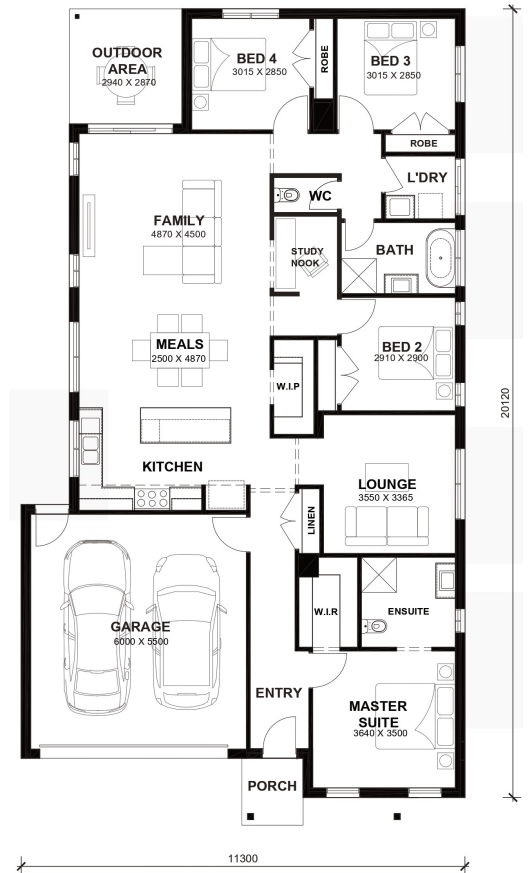 OUTDOOR
AREA
2940 X 2870
BED 4
3015 X 2850
ROBE
BED 3
3015 X 2850
ROBE
L'DRY
WC
FAMILY
4870 X 4500
STUDY
NOOK
BATH
MEALS
2500 X 4870
BED 2
2910 X 2900
W.I.P
20120
KITCHEN
LOUNGE
3550 X 3365
LINEN
GARAGE
6000 X 5500
W.I.R
ENSUITE
ENTRY
MASTER
SUITE
3640 X 3500
PORCH
11300